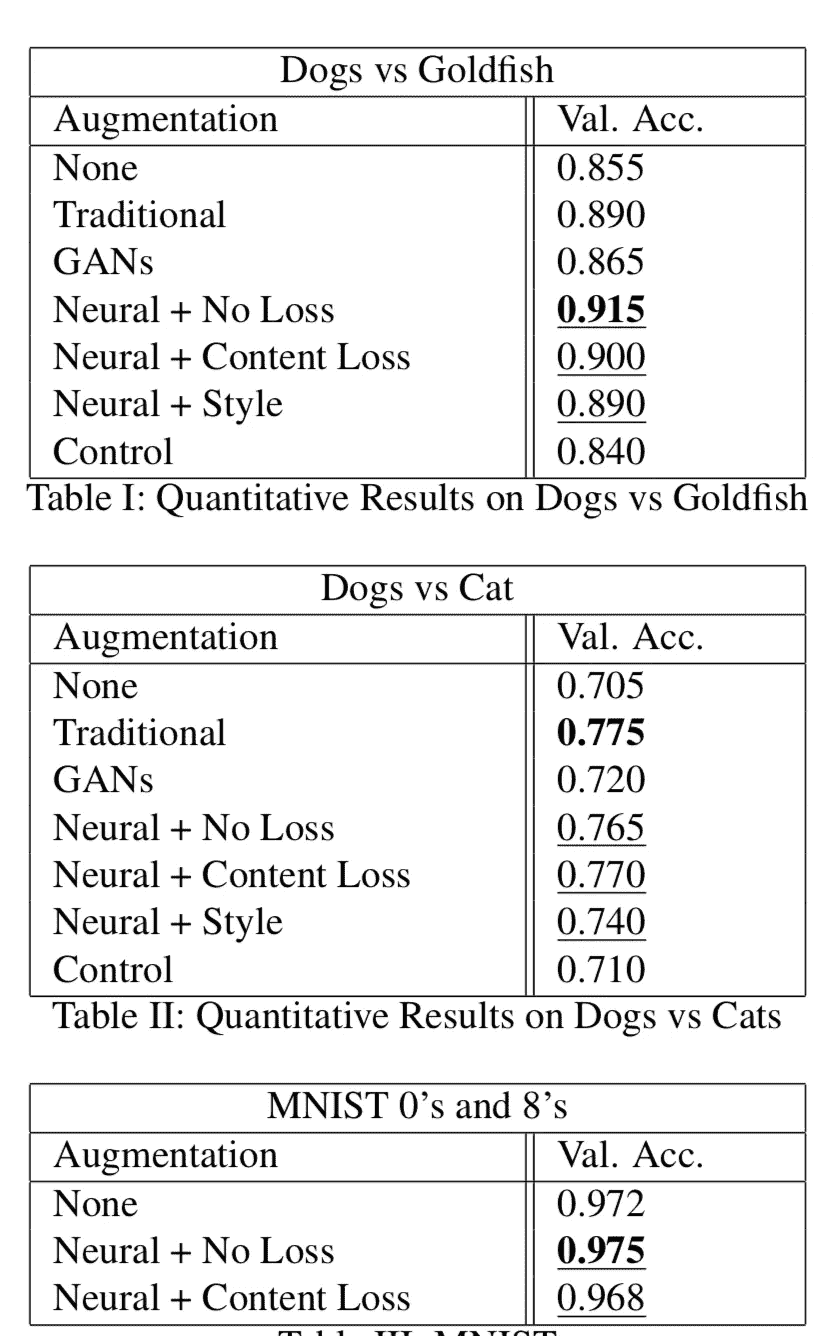 Dogs vs Goldfish
Augmentation Val. Acc.
None 0.855
Traditional 0.890
GANs 0.865
Neural + No Loss 0.915
Neural + Content Loss 0.900
Neural + Style 0.890
Control 0.840
Table I: Quantitative Results on Dogs vs Goldfish
Dogs vs Cat
Augmentation Val. Acc.
None 0.705
Traditional 0.775
GANs 0.720
Neural + No Loss 0.765
Neural + Content Loss 0.770
Neural + Style 0.740
Control 0.710
Table II: Quantitative Results on Dogs vs Cats
MNIST 0's and 8's
Augmentation Val. Acc.
None 0.972
Neural + No Loss 0.975
Neural + Content Loss 0.968
Table III: MNIST